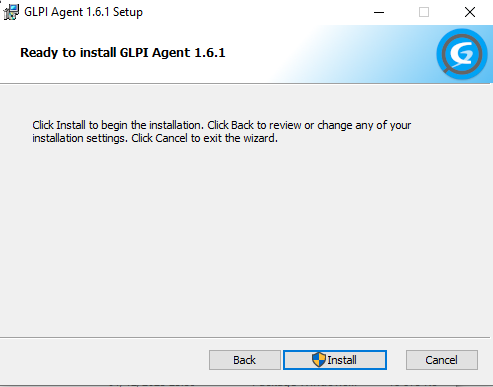 GLPI Agent 1.6.1 Setup
Ready to install GLPI Agent 1.6.1
Click Install to begin the installation. Click Back to review or change any of your
installation settings. Click Cancel to exit the wizard.
Back
Install
Cancel